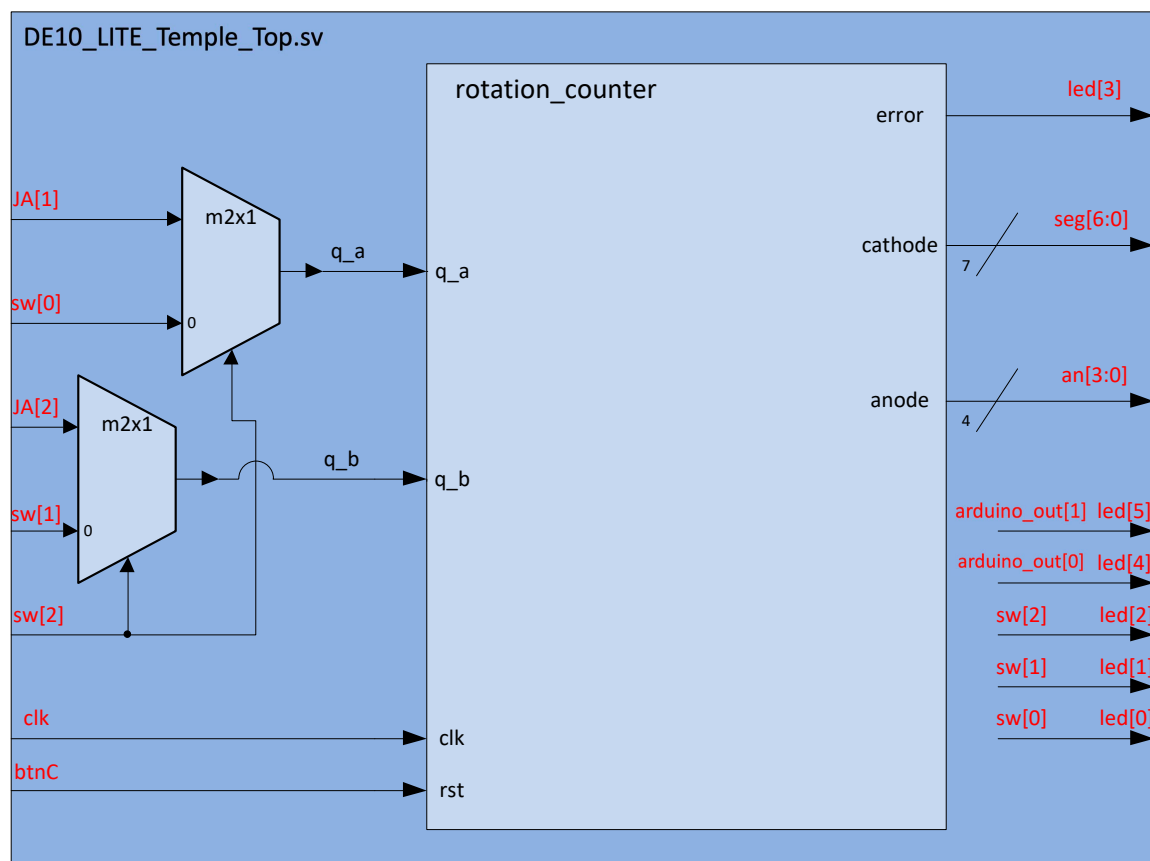 DE10_LITE_Temple_Top.sv
rotation_counter
JA[1]
m2x1
sw[0]
0
q_a
q_a
JA[2]
m2x1
sw[1]
0
q_b
q_b
sw[2]
clk
clk
btnC
rst
error
led[3]
cathode
7
seg[6:0]
anode
4
an[3:0]
arduino_out[1] led[5]
arduino_out[0] led[4]
sw[2] led[2]
sw[1] led[1]
sw[0] led[0]